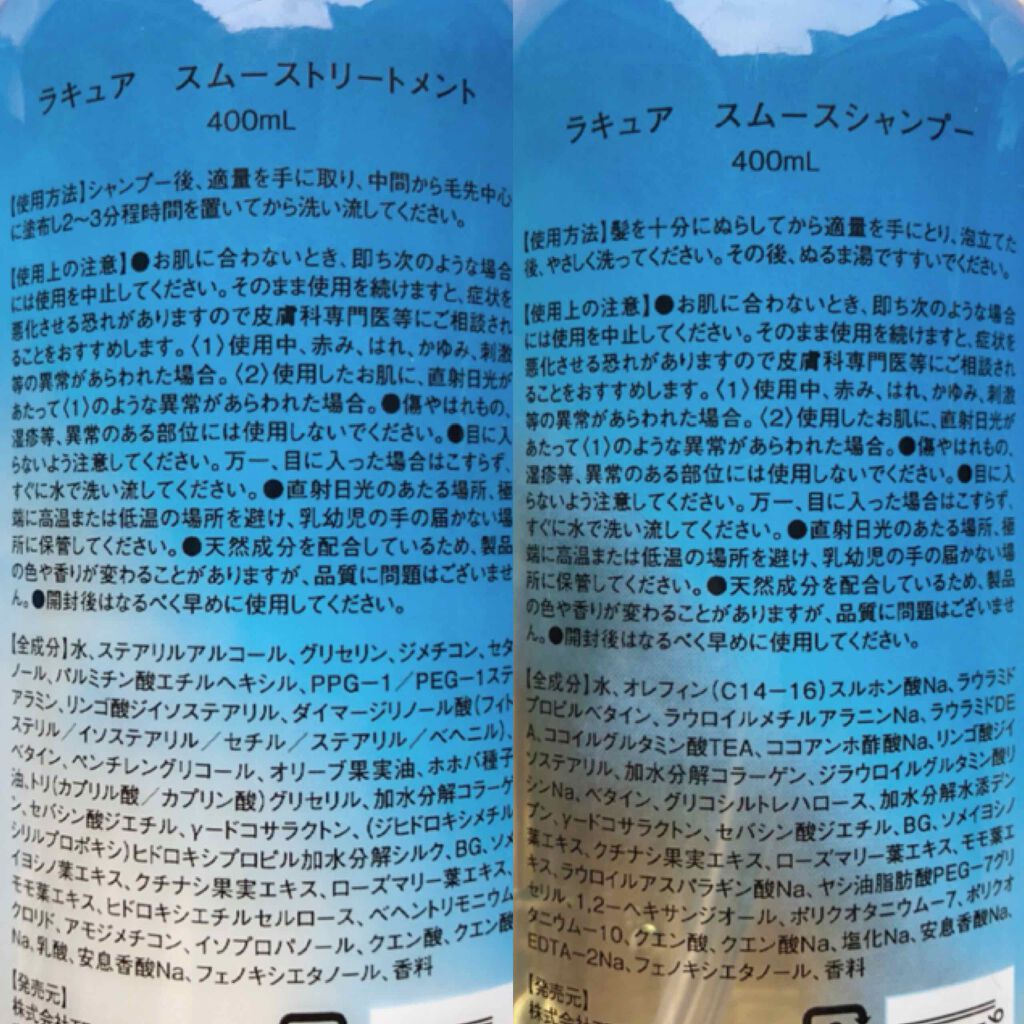 ラキュア　スムーストリートメント
400mL
【使用方法】シャンプー後、適量を手に取り、中間から毛先中心
に塗布し2〜3分程時間を置いてから洗い流してください。
【使用上の注意】●お肌に合わないとき、即ち次のような場合
には使用を中止してください。そのまま使用を続けますと、症状を
悪化させる恐れがありますので皮膚科専門医等にご相談され
ることをおすすめします。〈1〉使用中、赤み、はれ、かゆみ、刺激
等の異常があらわれた場合。〈2〉使用したお肌に、直射日光が
あたって〈1〉のような異常があらわれた場合。●傷やはれもの、
湿疹等、異常のある部位には使用しないでください。●目に入
らないよう注意してください。万一、目に入った場合はこすらず、
すぐに水で洗い流してください。●直射日光のあたる場所、極
端に高温または低温の場所を避け、乳幼児の手の届かない場
所に保管してください。●天然成分を配合しているため、製品
の色や香りが変わることがありますが、品質に問題はございませ
ん。●開封後はなるべく早めに使用してください。
【全成分】水、ステアリルアルコール、グリセリン、ジメチコン、セタ
ノール、パルミチン酸エチルヘキシル、PPG-1／PEG-1ステ
アラミン、リンゴ酸ジイソステアリル、ダイマージリノール酸(フィト
ステリル／イソステアリル／セチル／ステアリル／ベヘニル)、
ベタイン、ペンチレングリコール、オリーブ果実油、ホホバ種子
油、トリ(カプリル酸／カプリン酸)グリセリル、加水分解コラーゲ
ン、セバシン酸ジエチル、γ-ドコサラクトン、(ジヒドロキシメチル
シリルプロポキシ)ヒドロキシプロピル加水分解シルク、BG、ソメ
イヨシノ葉エキス、クチナシ果実エキス、ローズマリー葉エキス、
モモ葉エキス、ヒドロキシエチルセルロース、ベヘントリモニウム
クロリド、アモジメチコン、イソプロパノール、クエン酸、クエン酸
Na、乳酸、安息香酸Na、フェノキシエタノール、香料
【発売元】
株式会社
ラキュア　スムースシャンプー
400mL
【使用方法】髪を十分にぬらしてから適量を手にとり、泡立てた
後、やさしく洗ってください。その後、ぬるま湯ですすいでください。
【使用上の注意】●お肌に合わないとき、即ち次のような場合
には使用を中止してください。そのまま使用を続けますと、症状を
悪化させる恐れがありますので皮膚科専門医等にご相談され
ることをおすすめします。〈1〉使用中、赤み、はれ、かゆみ、刺激
等の異常があらわれた場合。〈2〉使用したお肌に、直射日光が
あたって〈1〉のような異常があらわれた場合。●傷やはれもの、
湿疹等、異常のある部位には使用しないでください。●目に入
らないよう注意してください。万一、目に入った場合はこすらず、
すぐに水で洗い流してください。●直射日光のあたる場所、極
端に高温または低温の場所を避け、乳幼児の手の届かない場
所に保管してください。●天然成分を配合しているため、製品
の色や香りが変わることがありますが、品質に問題はございませ
ん。●開封後はなるべく早めに使用してください。
【全成分】水、オレフィン(C14-16)スルホン酸Na、ラウラミド
プロピルベタイン、ラウロイルメチルアラニンNa、ラウラミドDE
A、ココイルグルタミン酸TEA、ココアンホ酢酸Na、リンゴ酸ジイ
ソステアリル、加水分解コラーゲン、ジラウロイルグルタミン酸リ
シンNa、ベタイン、グリコシルトレハロース、加水分解水添デン
プン、γ-ドコサラクトン、セバシン酸ジエチル、BG、ソメイヨシノ
葉エキス、クチナシ果実エキス、ローズマリー葉エキス、モモ葉エ
キス、ラウロイルアスパラギン酸Na、ヤシ油脂肪酸PEG-7グリ
セリル、1,2-ヘキサンジオール、ポリクオタニウム-7、ポリクオ
タニウム-10、クエン酸、クエン酸Na、塩化Na、安息香酸Na、
EDTA-2Na、フェノキシエタノール、香料
【発売元】
株式会社